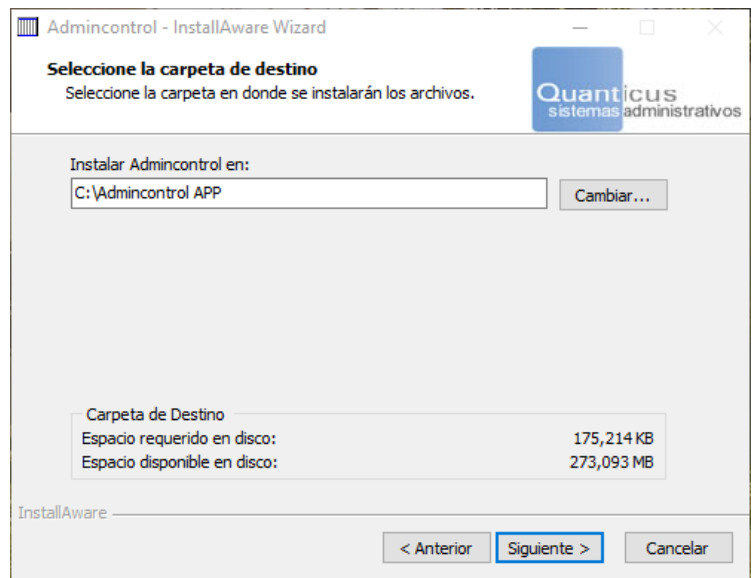 Admincontrol - InstallAware Wizard
Seleccione la carpeta de destino
Seleccione la carpeta en donde se instalarán los archivos.
Quanticus
sistemas administrativos
Instalar Admincontrol en:
C:\Admincontrol APP
Cambiar...
Carpeta de Destino
Espacio requerido en disco: 175,214 KB
Espacio disponible en disco: 273,093 MB
InstallAware
< Anterior Siguiente > Cancelar